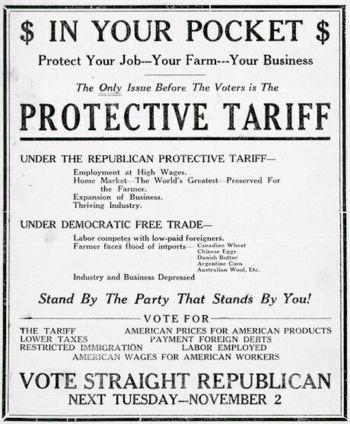 $ IN YOUR POCKET $
Protect Your Job---Your Farm---Your Business
The Only Issue Before The Voters is The
PROTECTIVE TARIFF
UNDER THE REPUBLICAN PROTECTIVE TARIFF—
Employment at High Wages.
Home Market—The World's Greatest—Preserved For
the Farmer.
Expansion of Business.
Thriving Industry.
UNDER DEMOCRATIC FREE TRADE—
Labor competes with low-paid foreigners.
Farmer faces flood of imports— Canadian Wheat
Chinese Eggs
Danish Butter
Argentine Corn
Australian Wool, Etc.
Industry and Business Depressed
Stand By The Party That Stands By You!
VOTE FOR
THE TARIFF AMERICAN PRICES FOR AMERICAN PRODUCTS
LOWER TAXES PAYMENT FOREIGN DEBTS
RESTRICTED IMMIGRATION LABOR EMPLOYED
AMERICAN WAGES FOR AMERICAN WORKERS
VOTE STRAIGHT REPUBLICAN
NEXT TUESDAY—NOVEMBER 2